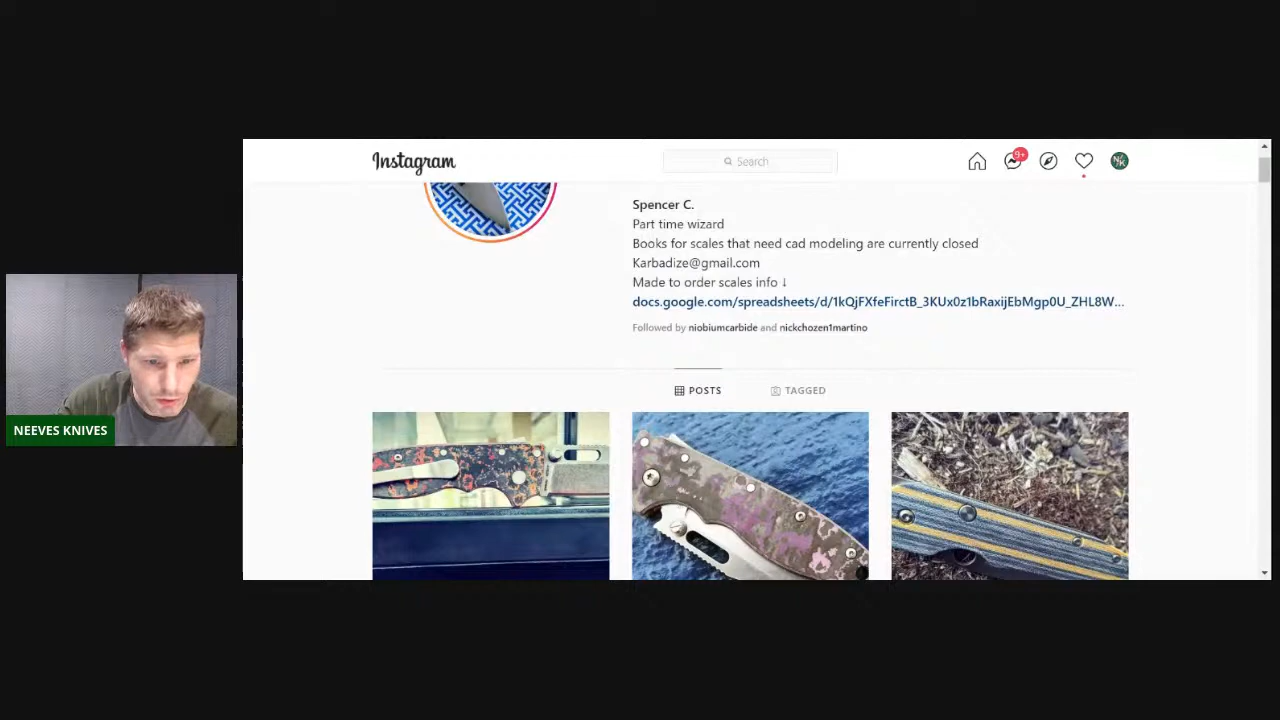 Instagram
Search
9+
NK
Spencer C.
Part time wizard
Books for scales that need cad modeling are currently closed
Karbadize@gmail.com
Made to order scales info ↓
docs.google.com/spreadsheets/d/1kQjFXfeFirctB_3KUx0z1bRaxijEbMgp0U_ZHL8W...
Followed by niobiumcarbide and nickchozen1martino
POSTS
TAGGED
NEEVES KNIVES